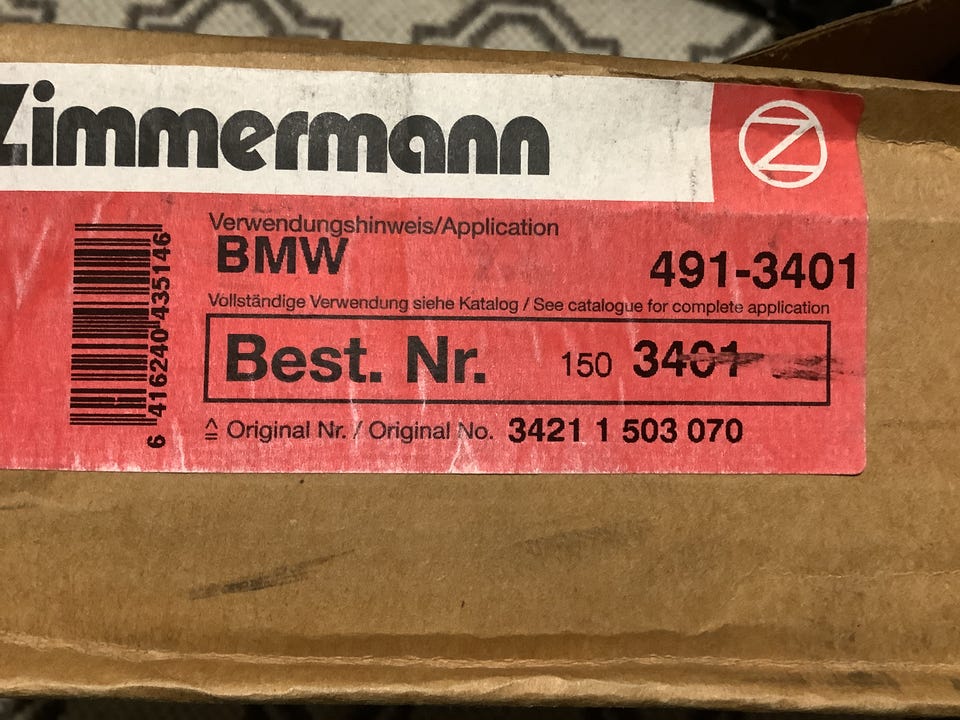 Zimmermann
Verwendungshinweis/Application
BMW 491-3401
Vollständige Verwendung siehe Katalog / See catalogue for complete application
Best. Nr. 150 3401
≙ Original Nr. / Original No. 3421 1 503 070
6 416240 435146